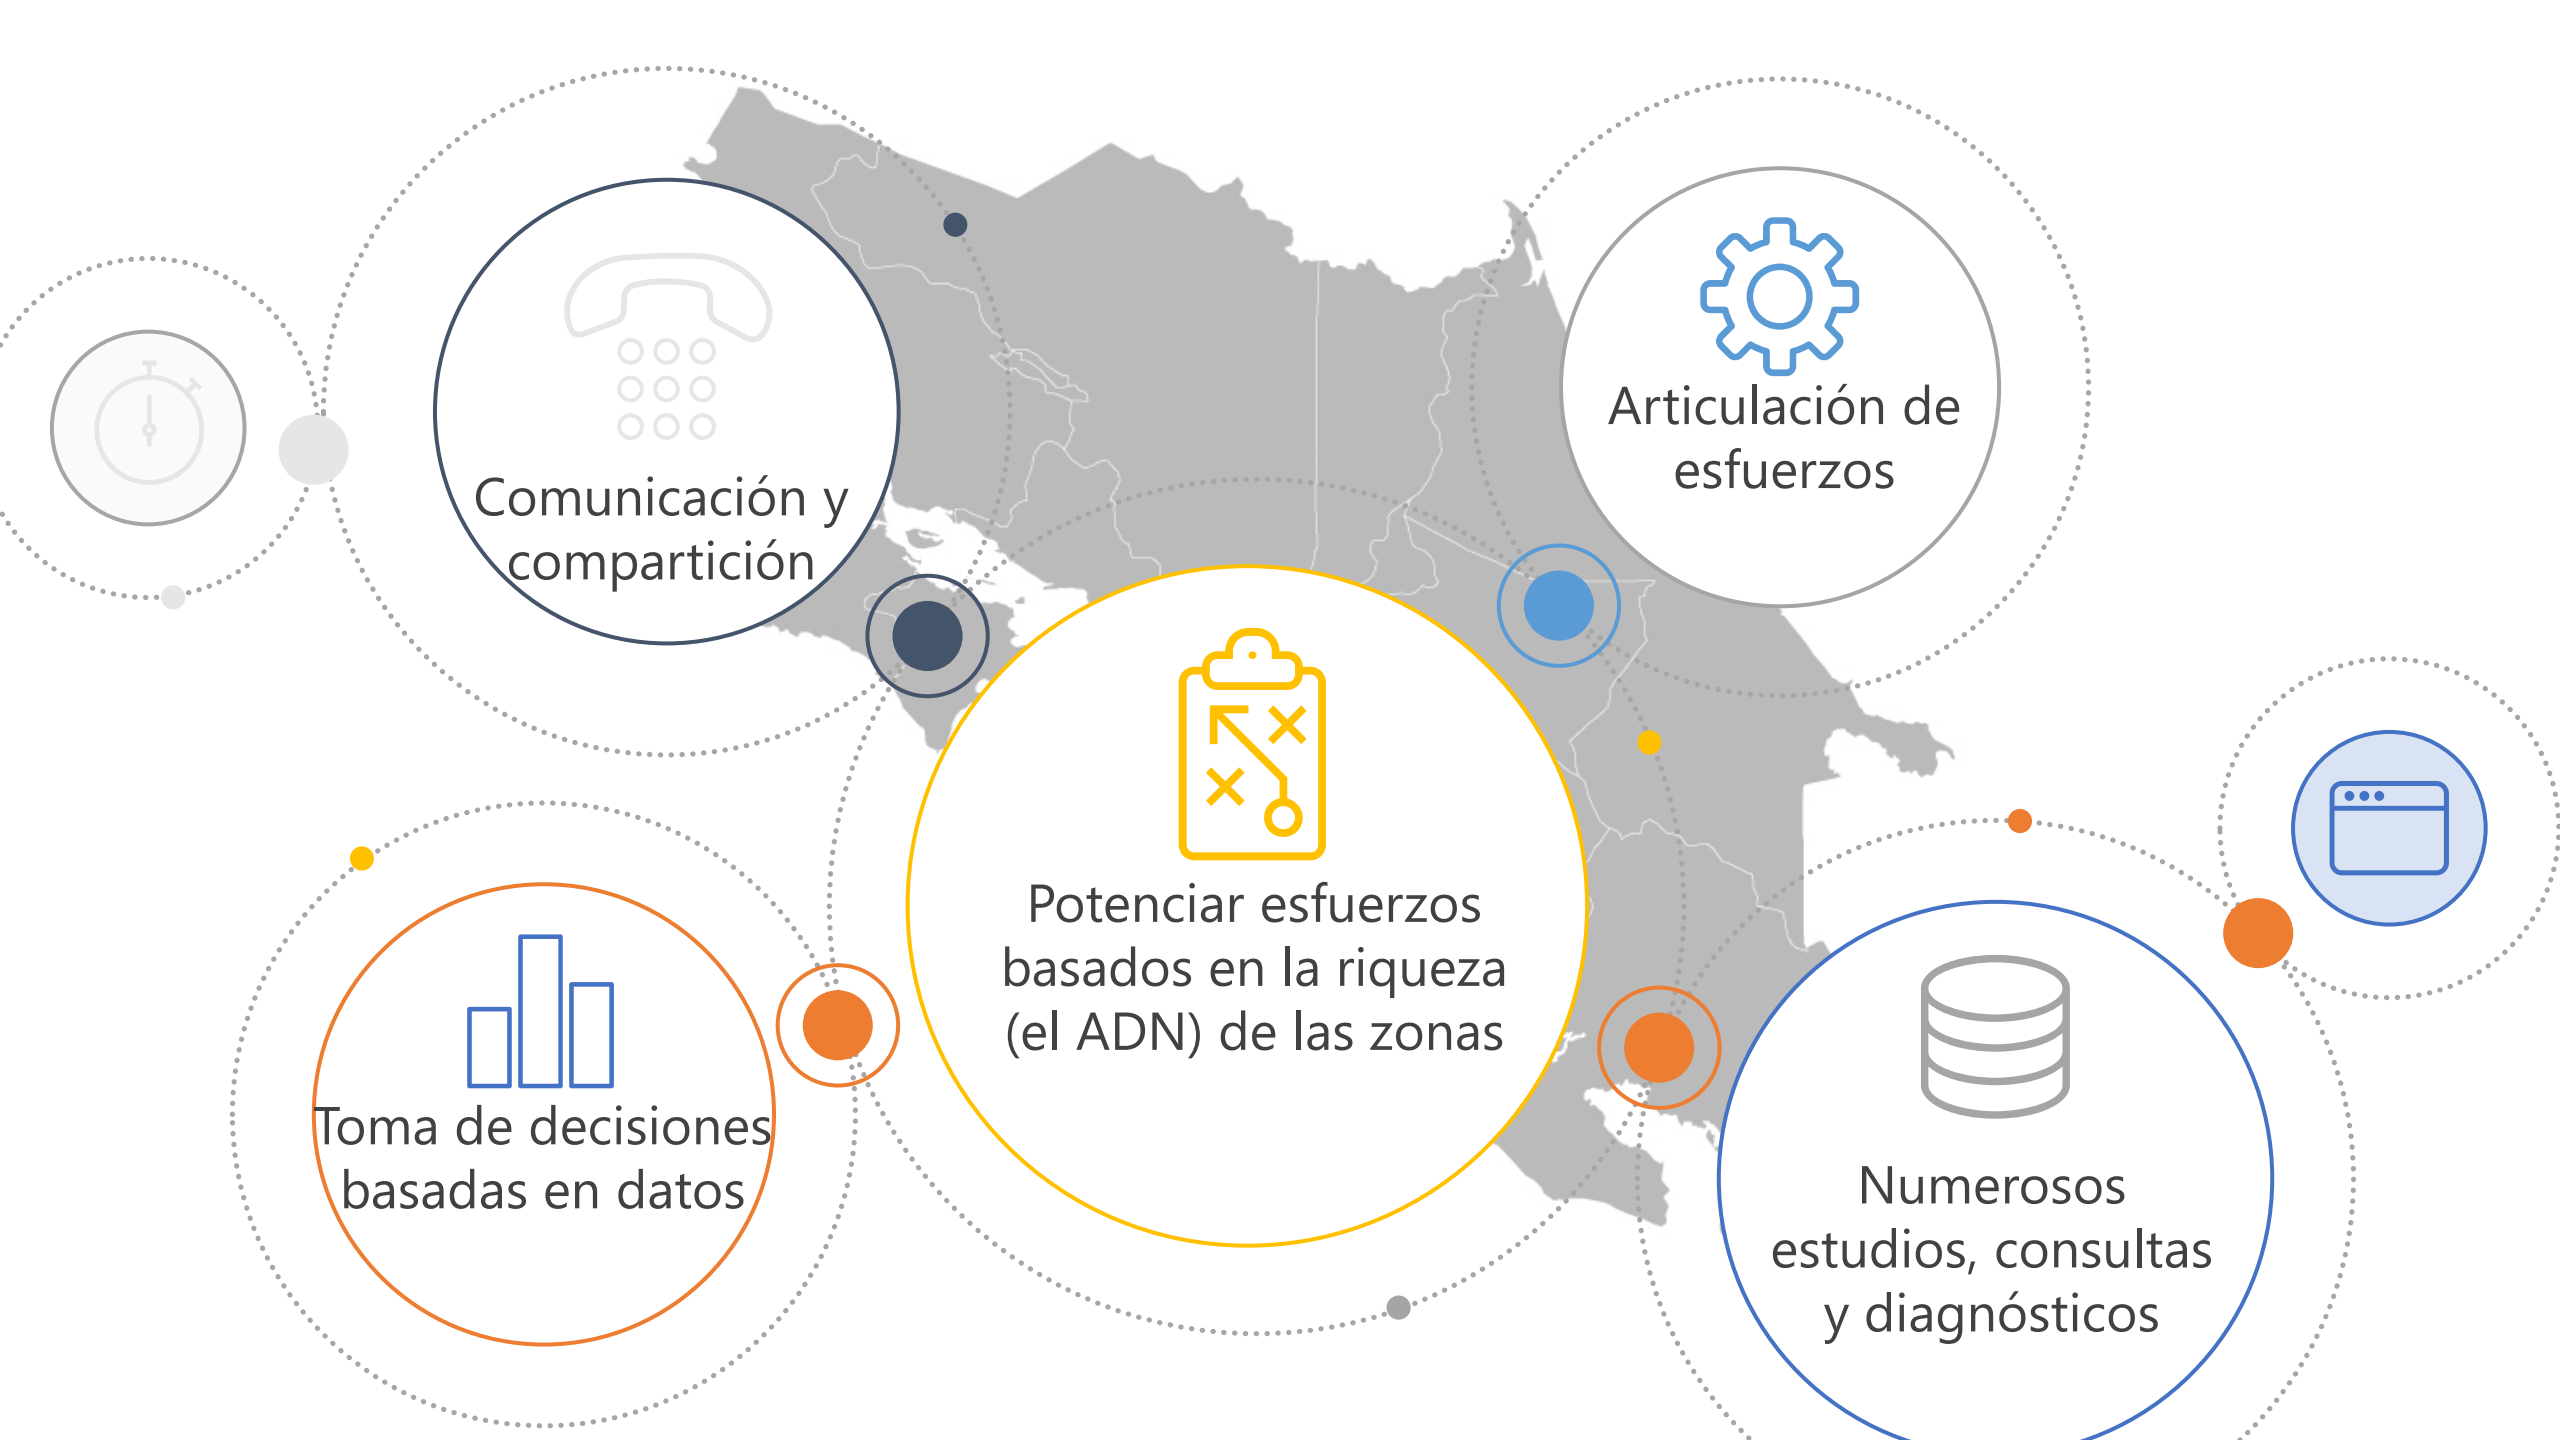 Comunicación y
compartición
Articulación de
esfuerzos
Potenciar esfuerzos
basados en la riqueza
(el ADN) de las zonas
Toma de decisiones
basadas en datos
Numerosos
estudios, consultas
y diagnósticos